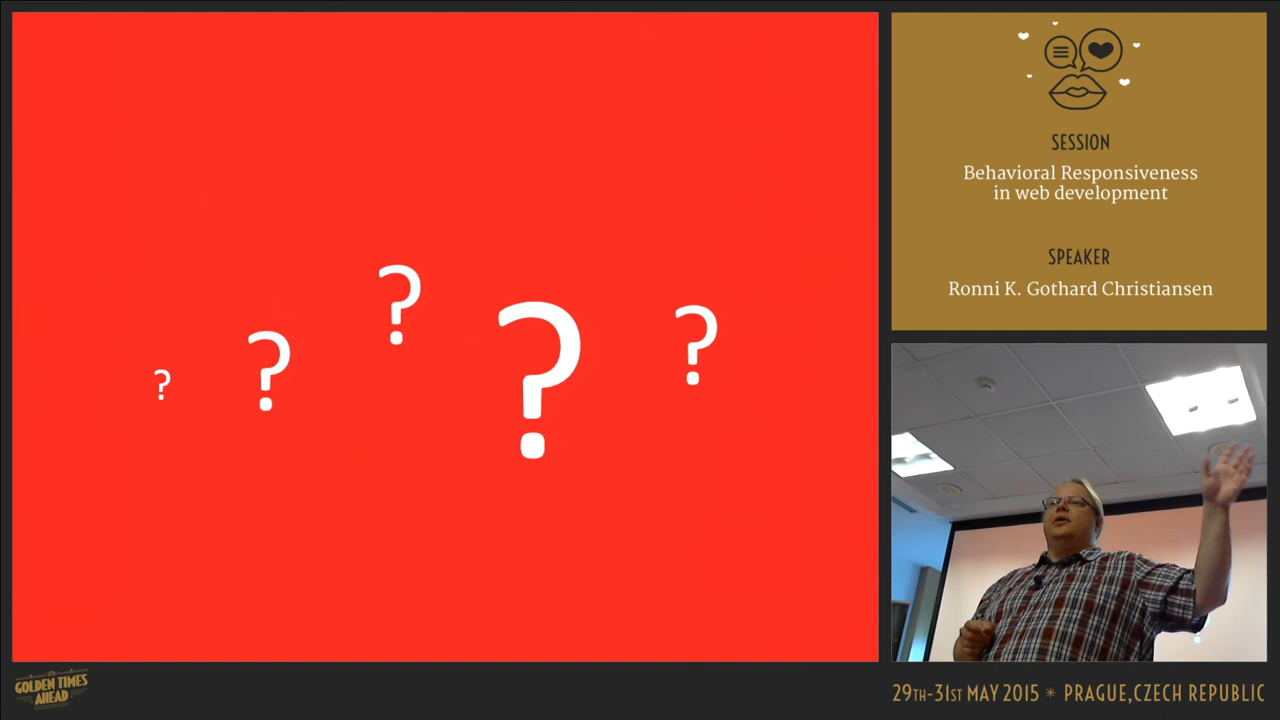 ? ? ? ? ?
SESSION
Behavioral Responsiveness
in web development
SPEAKER
Ronni K. Gothard Christiansen
GOLDEN TIMES
AHEAD
29TH-31ST MAY 2015 * PRAGUE,CZECH REPUBLIC